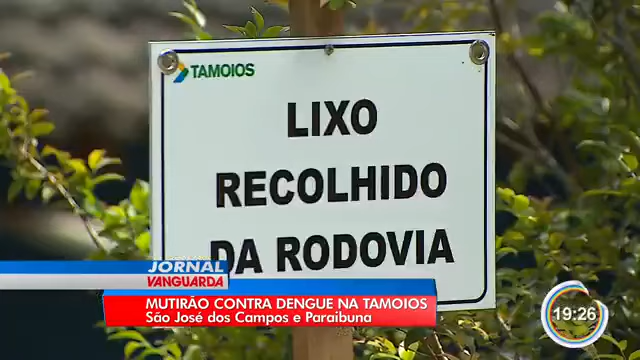 TAMOIOS
LIXO
RECOLHIDO
DA RODOVIA
JORNAL
VANGUARDA
MUTIRÃO CONTRA DENGUE NA TAMOIOS
São José dos Campos e Paraibuna
19:26